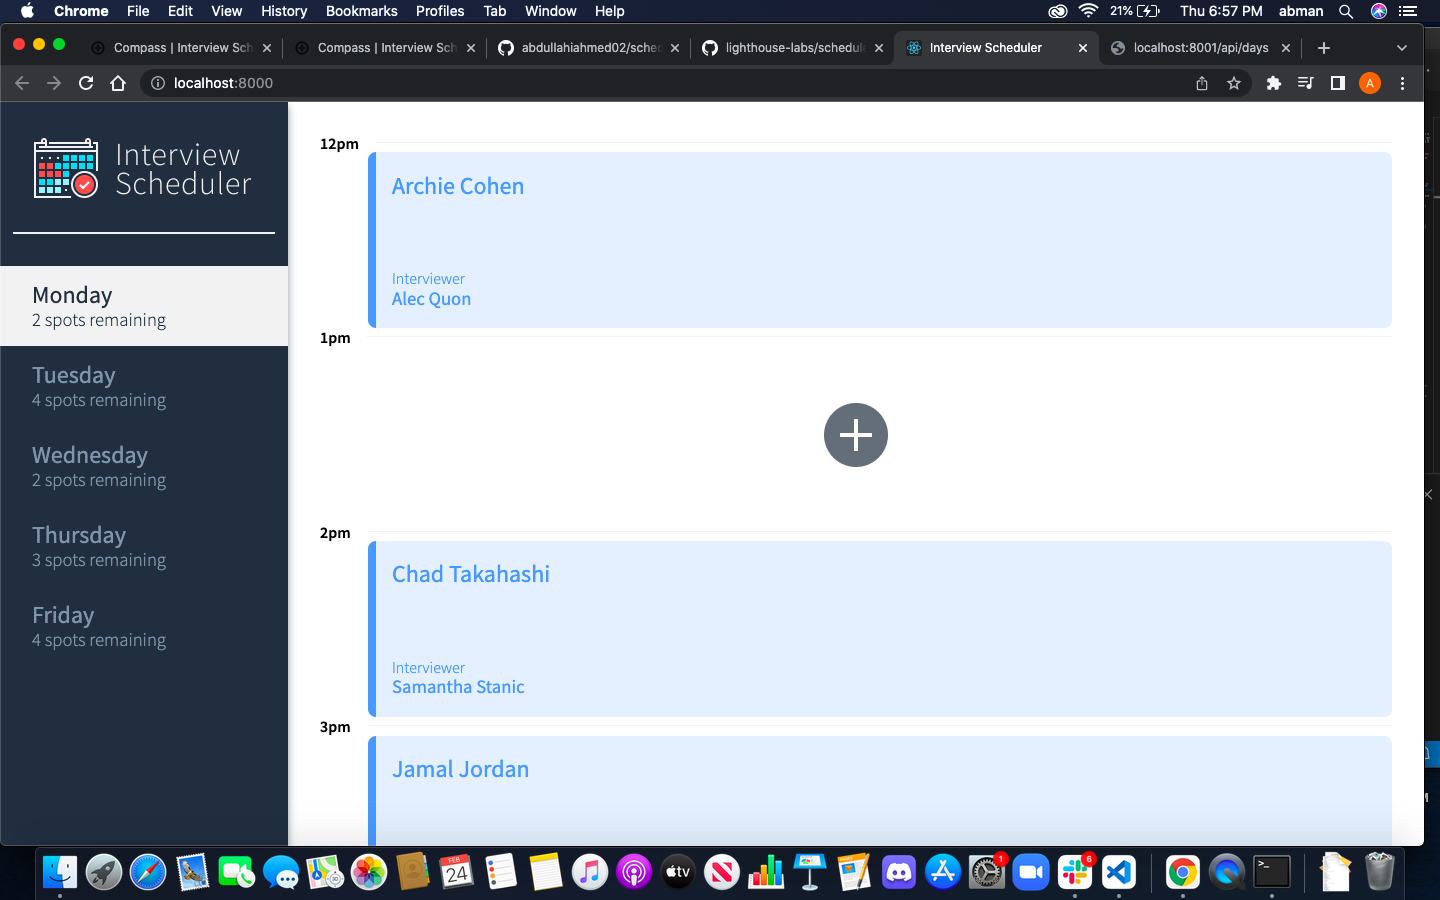 Chrome File Edit View History Bookmarks Profiles Tab Window Help 21% Thu 6:57 PM abman
Compass | Interview Sch
Compass | Interview Sch
abdullahiahmed02/sched
lighthouse-labs/schedule
Interview Scheduler
localhost:8001/api/days
localhost:8000
A
Interview
Scheduler
Monday
2 spots remaining
Tuesday
4 spots remaining
Wednesday
2 spots remaining
Thursday
3 spots remaining
Friday
4 spots remaining
12pm
Archie Cohen
Interviewer
Alec Quon
1pm
2pm
Chad Takahashi
Interviewer
Samantha Stanic
3pm
Jamal Jordan
FEB
24
tv
1
6
>_